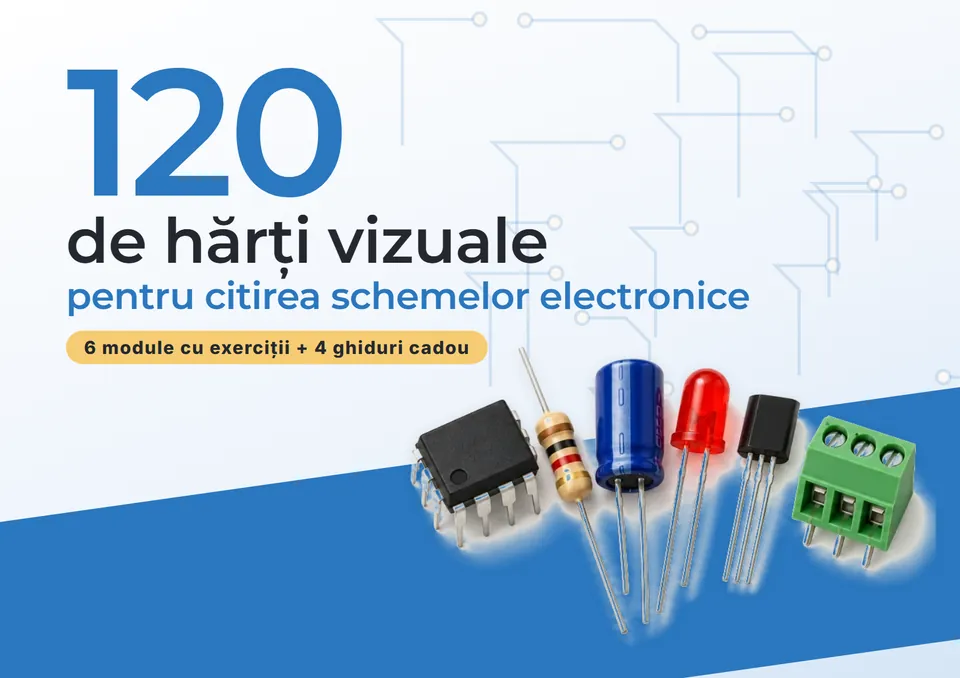 120
de hărți vizuale
pentru citirea schemelor electronice
6 module cu exerciții + 4 ghiduri cadou